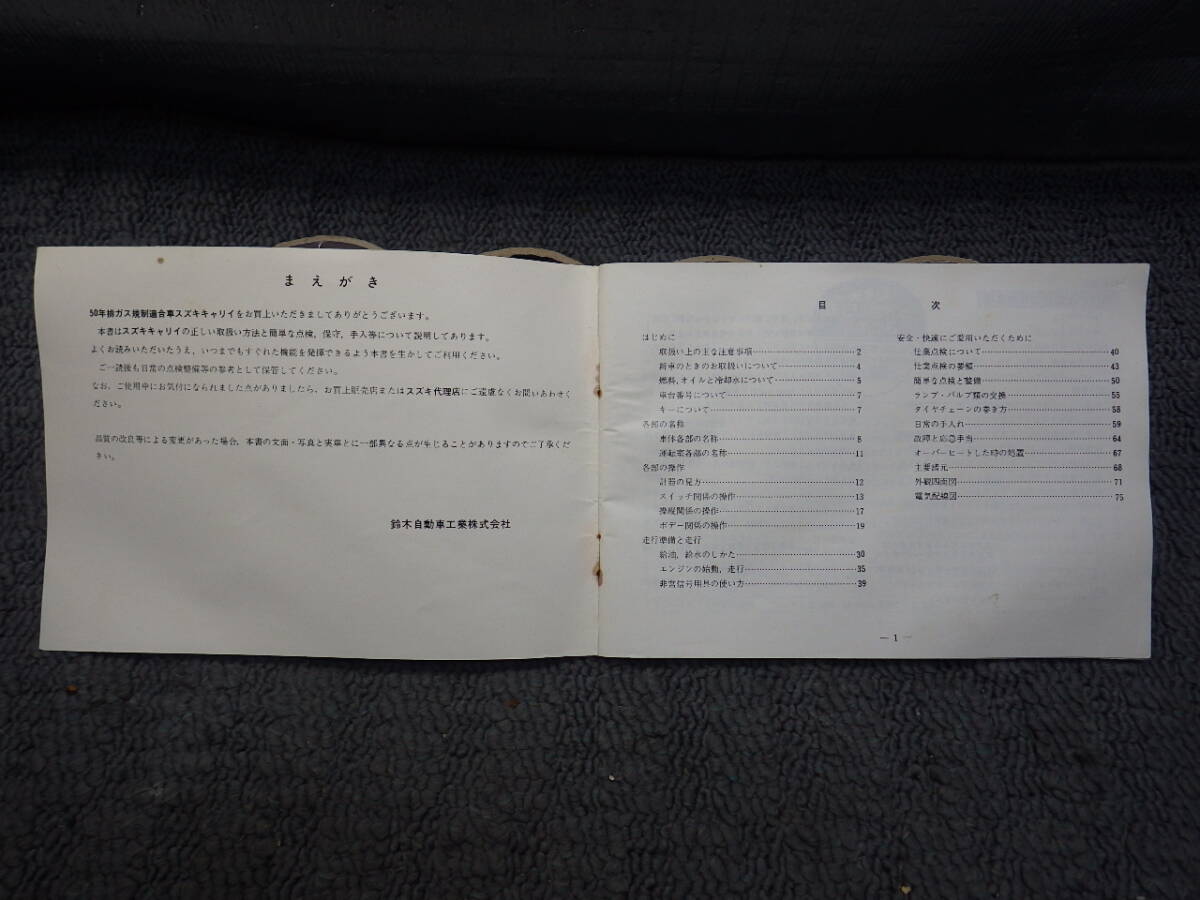 まえがき
50年排ガス規制適合車スズキキャリイをお買上いただきましてありがとうございます。
本書はスズキキャリイの正しい取扱い方法と簡単な点検，保守，手入等について説明してあります。
よくお読みいただいたうえ，いつまでもすぐれた機能を発揮できるよう本書を生かしてご利用ください。
ご一読後も日常の点検整備等の参考として保管してください。
なお，ご使用中にお気付になられました点がありましたら，お買上販売店またはスズキ代理店にご遠慮なくお問いあわせく
ださい。
品質の改良等による変更があった場合，本書の文面・写真と実車とに一部異なる点が生じることがありますのでご了承くだ
さい。
鈴木自動車工業株式会社
目次
はじめに
取扱い上の主な注意事項……2
新車のときのお取扱いについて……4
燃料，オイルと冷却水について……5
車台番号について……7
キーについて……7
各部の名称
車体各部の名称……8
運転室各部の名称……11
各部の操作
計器の見方……12
スイッチ関係の操作……13
操縦関係の操作……17
ボデー関係の操作……19
走行準備と走行
給油，給水のしかた……30
エンジンの始動，走行……35
非常信号用具の使い方……39
安全・快適にご愛用いただくために
仕業点検について……40
仕業点検の要領……43
簡単な点検と整備……50
ランプ・バルブ類の交換……55
タイヤチェーンの巻き方……58
日常の手入れ……59
故障と応急手当……64
オーバーヒートした時の処置……67
主要諸元……68
外観四面図……71
電気配線図……75
— 1 —